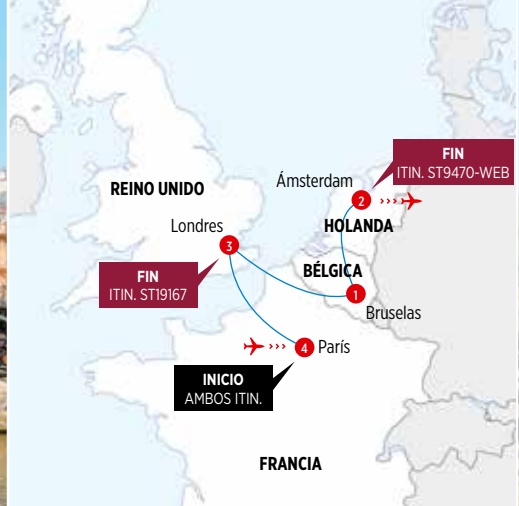 FIN
ITIN. ST9470-WEB
Ámsterdam
2
REINO UNIDO
HOLANDA
Londres
3
BÉLGICA
FIN
ITIN. ST19167
1
Bruselas
4 París
INICIO
AMBOS ITIN.
FRANCIA